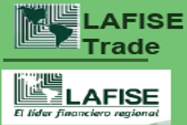 LAFISE
Trade
LAFISE
El líder financiero regional